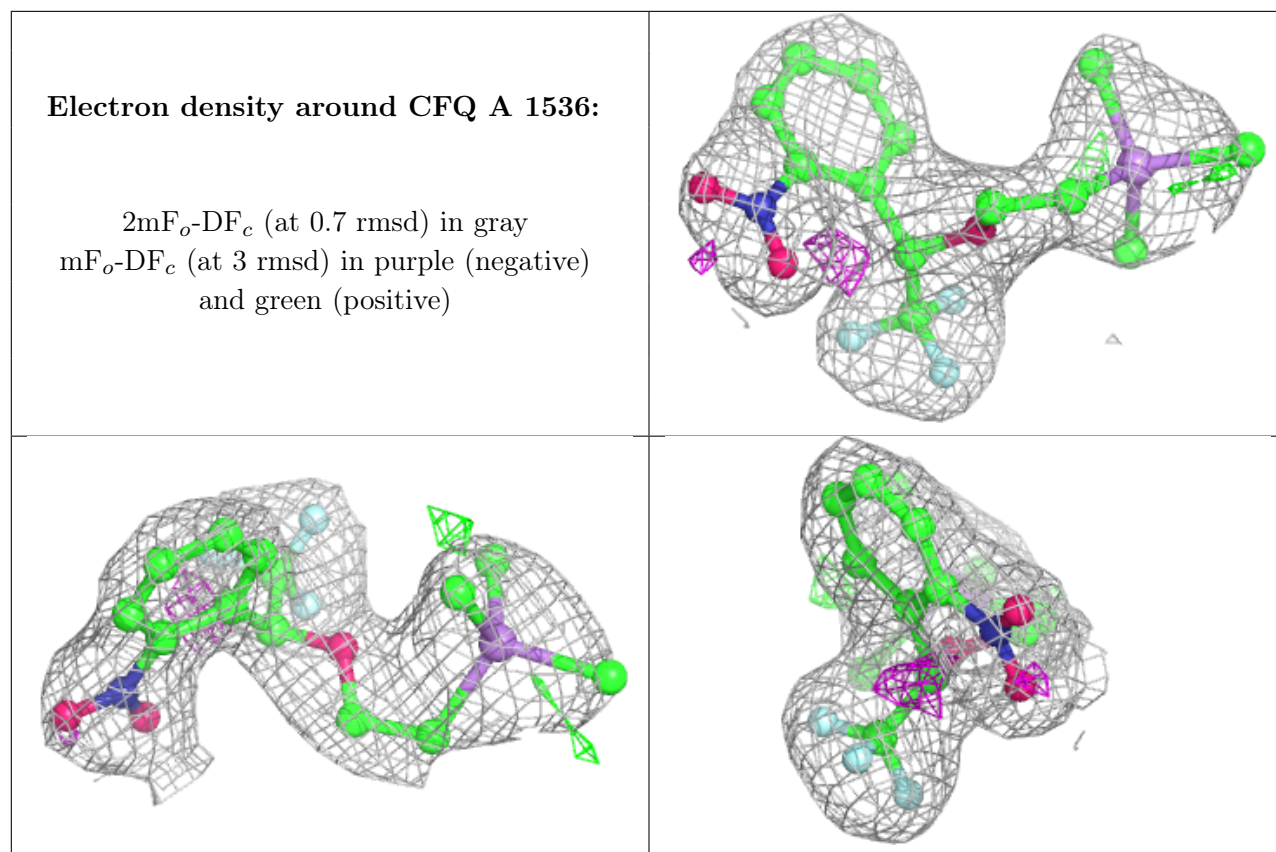 Electron density around CFQ A 1536:
2mFₒ-DF𝒸 (at 0.7 rmsd) in gray
mFₒ-DF𝒸 (at 3 rmsd) in purple (negative)
and green (positive)